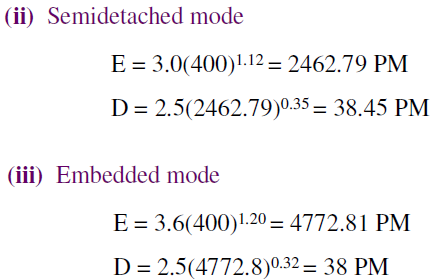 (ii) Semidetached mode
E = 3.0(400)¹·¹² = 2462.79 PM
D = 2.5(2462.79)⁰·³⁵ = 38.45 PM
(iii) Embedded mode
E = 3.6(400)¹·²⁰ = 4772.81 PM
D = 2.5(4772.8)⁰·³² = 38 PM